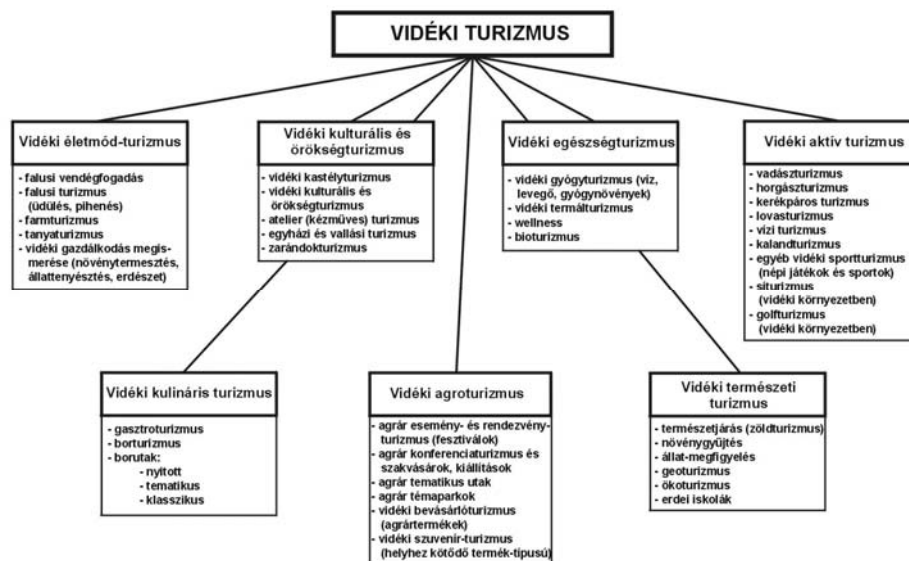 VIDÉKI TURIZMUS
Vidéki életmód-turizmus
- falusi vendégfogadás
- falusi turizmus
(üdülés, pihenés)
- farmturizmus
- tanyaturizmus
- vidéki gazdálkodás megis-
merése (növénytermesztés,
állattenyésztés, erdészet)
Vidéki kulturális és
örökségturizmus
- vidéki kastélyturizmus
- vidéki kulturális és
örökségturizmus
- atelier (kézműves) turizmus
- egyházi és vallási turizmus
- zarándokturizmus
Vidéki egészségturizmus
- vidéki gyógyturizmus (víz,
levegő, gyógynövények)
- vidéki termálturizmus
- wellness
- bioturizmus
Vidéki aktív turizmus
- vadászturizmus
- horgászturizmus
- kerékpáros turizmus
- lovasturizmus
- vízi turizmus
- kalandturizmus
- egyéb vidéki sportturizmus
(népi játékok és sportok)
- síturizmus
(vidéki környezetben)
- golfturizmus
(vidéki környezetben)
Vidéki kulináris turizmus
- gasztroturizmus
- borturizmus
- borutak:
- nyitott
- tematikus
- klasszikus
Vidéki agroturizmus
- agrár esemény- és rendezvény-
turizmus (fesztiválok)
- agrár konferenciaturizmus és
szakvásárok, kiállítások
- agrár tematikus utak
- agrár témaparkok
- vidéki bevásárlóturizmus
(agrártermékek)
- vidéki szuvenír-turizmus
(helyhez kötődő termék-típusú)
Vidéki természeti
turizmus
- természetjárás (zöldturizmus)
- növénygyűjtés
- állat-megfigyelés
- geoturizmus
- ökoturizmus
- erdei iskolák